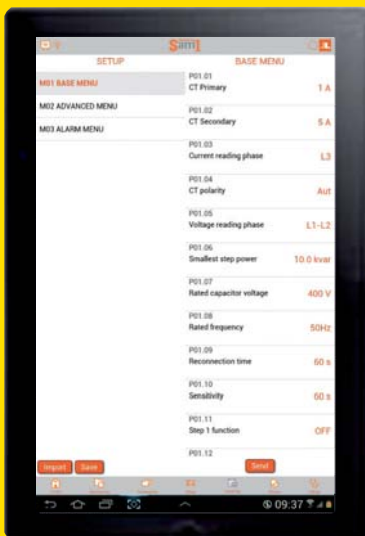 Sam1
SETUP
BASE MENU
M01 BASE MENU
M02 ADVANCED MENU
M03 ALARM MENU
P01.01
CT Primary
1 A
P01.02
CT Secondary
5 A
P01.03
Current reading phase
L3
P01.04
CT polarity
Aut
P01.05
Voltage reading phase
L1-L2
P01.06
Smallest step power
10.0 kvar
P01.07
Rated capacitor voltage
400 V
P01.08
Rated frequency
50Hz
P01.09
Reconnection time
60 s
P01.10
Sensitivity
60 s
P01.11
Step 1 function
OFF
P01.12
Import
Save
Send
09:37